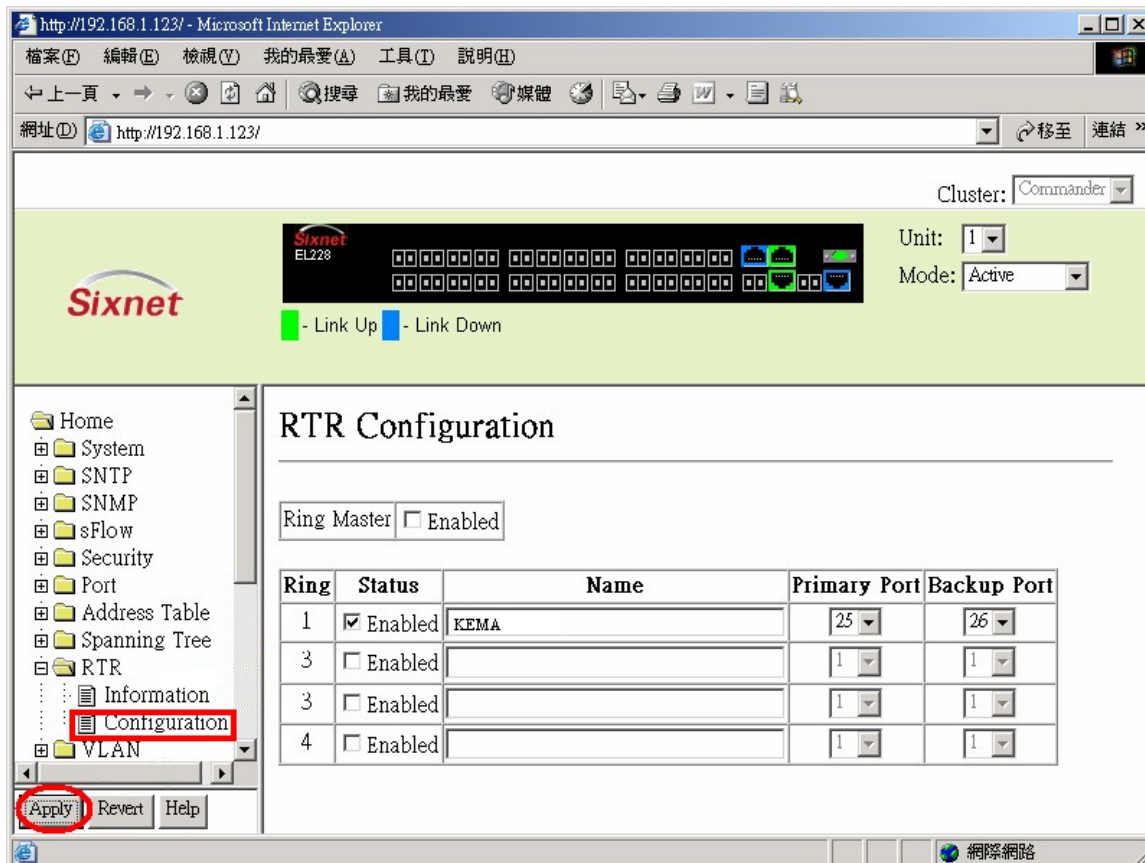 http://192.168.1.123/ - Microsoft Internet Explorer
檔案(F) 編輯(E) 檢視(V) 我的最愛(A) 工具(T) 說明(H)
上一頁 搜尋 我的最愛 媒體
網址(D) http://192.168.1.123/ 移至 連結 »
Cluster: Commander
Sixnet
EL228
Unit: 1
Mode: Active
Sixnet
- Link Up - Link Down
Home
System
SNTP
SNMP
sFlow
Security
Port
Address Table
Spanning Tree
RTR
Information
Configuration
VLAN
Apply Revert Help
RTR Configuration
Ring Master Enabled
Ring Status Name Primary Port Backup Port
1 Enabled KEMA 25 26
3 Enabled 1 1
3 Enabled 1 1
4 Enabled 1 1
網際網路